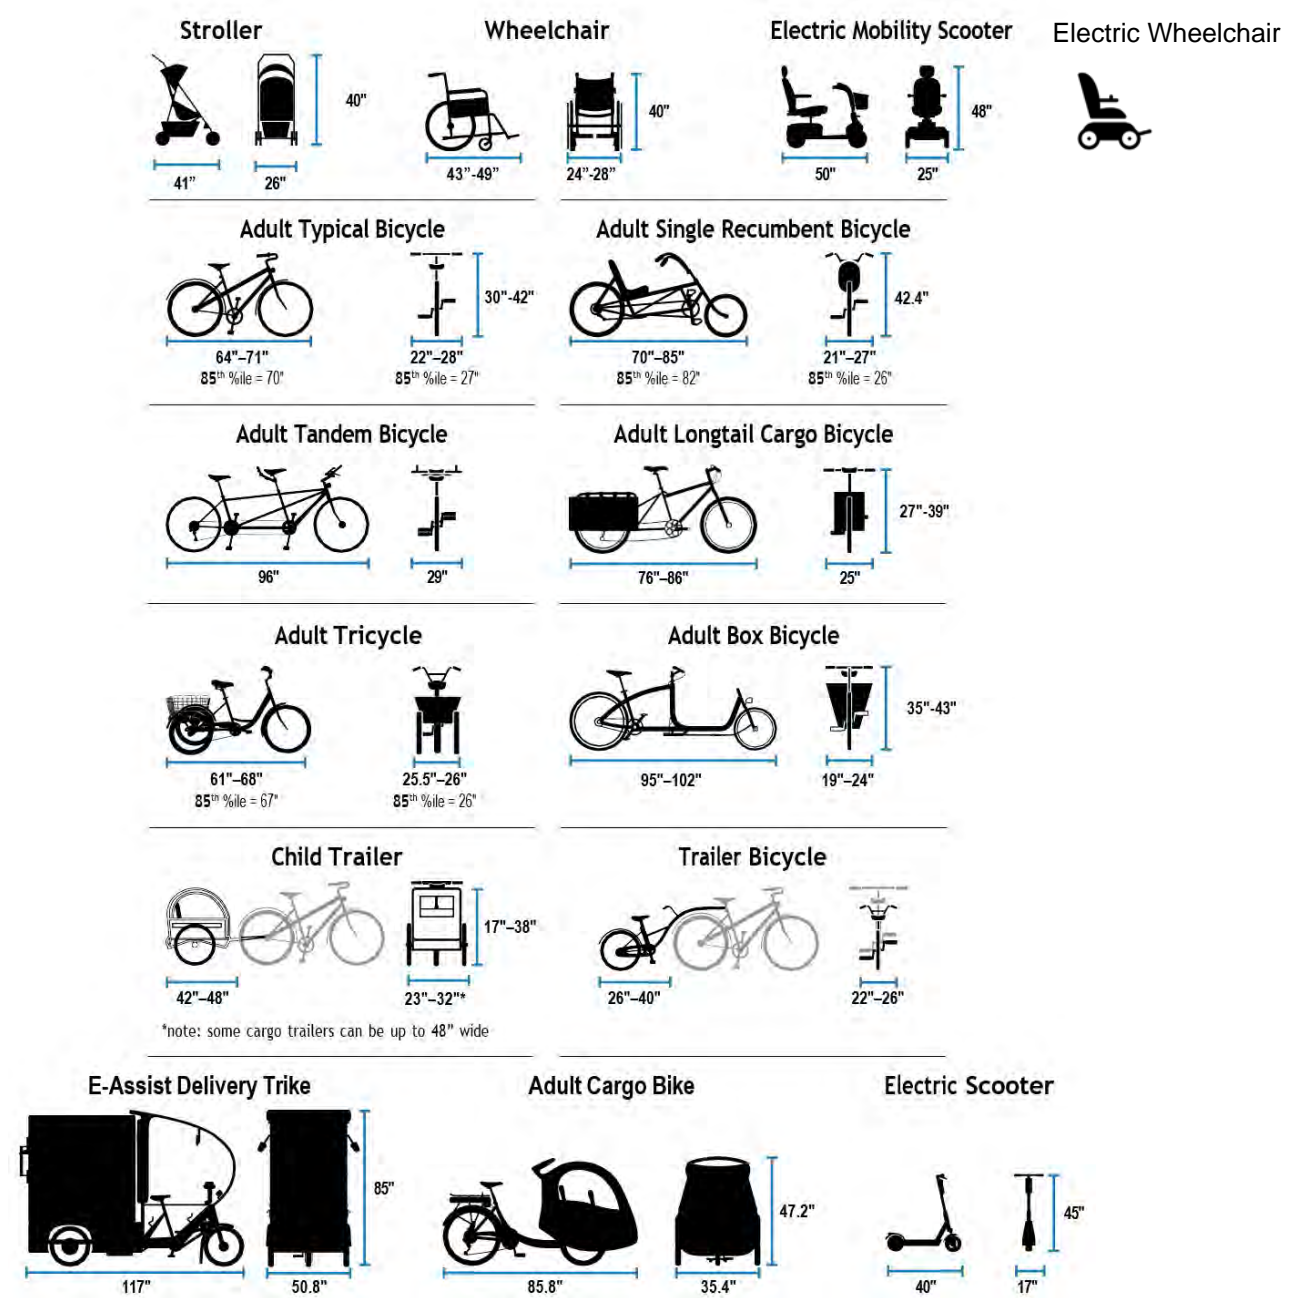 Stroller
Wheelchair
Electric Mobility Scooter
Electric Wheelchair
40"
40"
48"
41”
26"
43”-49”
24”-28”
50"
25"
Adult Typical Bicycle
Adult Single Recumbent Bicycle
30"-42"
42.4"
64"–71"
22"–28"
70"–85"
21"–27"
85th %ile = 70"
85th %ile = 27"
85th %ile = 82"
85th %ile = 26"
Adult Tandem Bicycle
Adult Longtail Cargo Bicycle
27"-39"
96"
29"
76"–86"
25"
Adult Tricycle
Adult Box Bicycle
35"-43"
61"–68"
25.5"–26"
95"–102"
19"–24"
85th %ile = 67"
85th %ile = 26"
Child Trailer
Trailer Bicycle
17"–38"
42"–48"
23"–32"*
26"–40"
22"–26"
*note: some cargo trailers can be up to 48” wide
E-Assist Delivery Trike
Adult Cargo Bike
Electric Scooter
85"
47.2"
45"
117"
50.8"
85.8"
35.4"
40"
17"